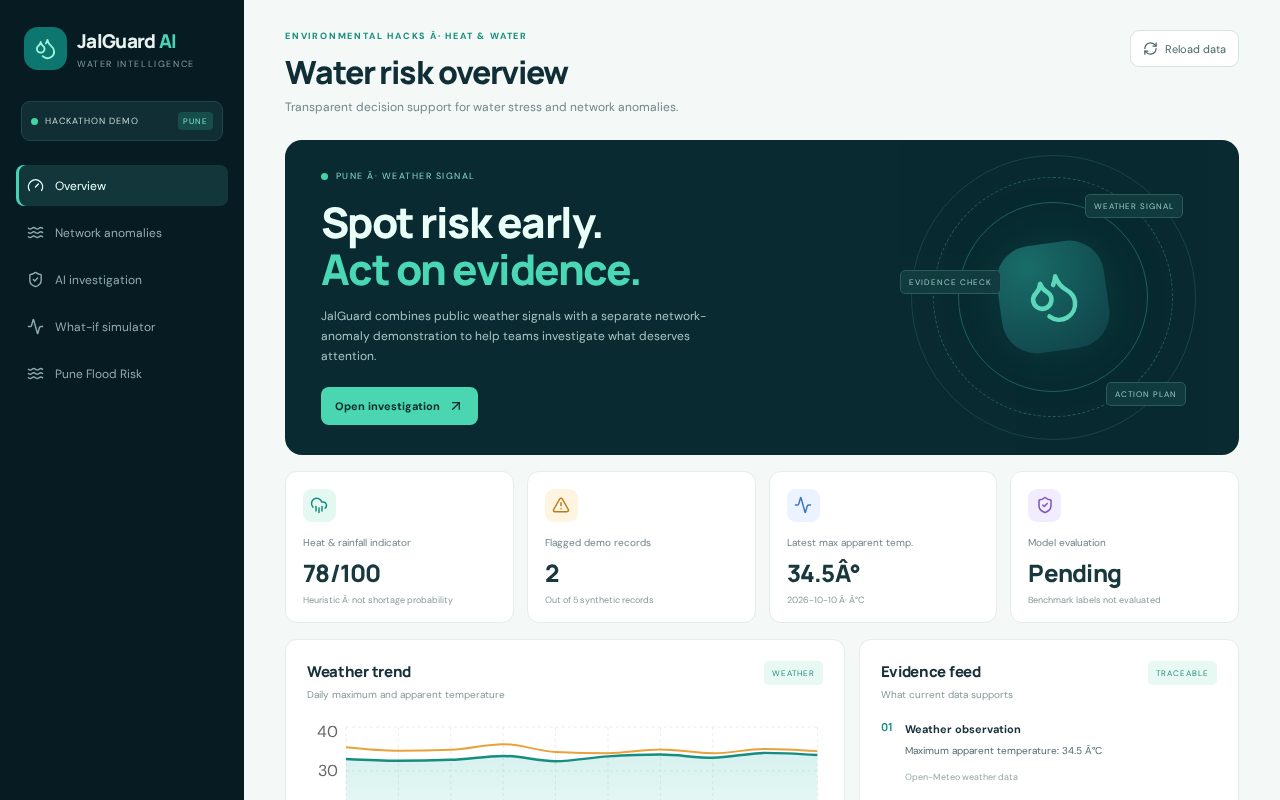 JalGuard AI
WATER INTELLIGENCE
HACKATHON DEMO
PUNE
Overview
Network anomalies
AI investigation
What-if simulator
Pune Flood Risk
ENVIRONMENTAL HACKS Â· HEAT & WATER
Water risk overview
Transparent decision support for water stress and network anomalies.
Reload data
PUNE Â· WEATHER SIGNAL
Spot risk early.
Act on evidence.
JalGuard combines public weather signals with a separate network-
anomaly demonstration to help teams investigate what deserves
attention.
Open investigation
WEATHER SIGNAL
EVIDENCE CHECK
ACTION PLAN
Heat & rainfall indicator
78/100
Heuristic Â· not shortage probability
Flagged demo records
2
Out of 5 synthetic records
Latest max apparent temp.
34.5Â°
2026-10-10 Â· Â°C
Model evaluation
Pending
Benchmark labels not evaluated
Weather trend
WEATHER
Daily maximum and apparent temperature
40
30
Evidence feed
TRACEABLE
What current data supports
01
Weather observation
Maximum apparent temperature: 34.5 Â°C
Open-Meteo weather data